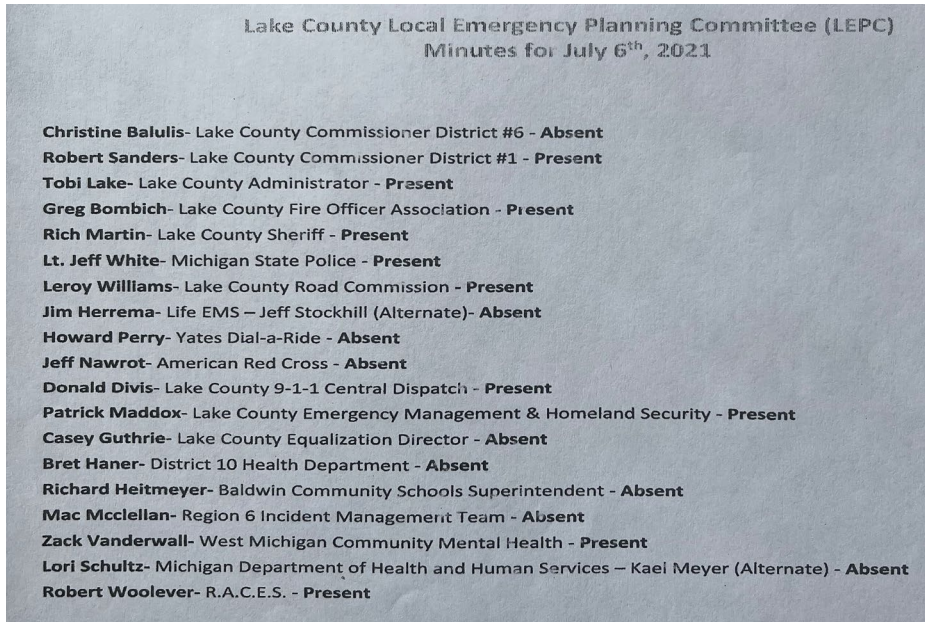 Lake County Local Emergency Planning Committee (LEPC)
Minutes for July 6th, 2021
Christine Balulis- Lake County Commissioner District #6 - Absent
Robert Sanders- Lake County Commissioner District #1 - Present
Tobi Lake- Lake County Administrator - Present
Greg Bombich- Lake County Fire Officer Association - Present
Rich Martin- Lake County Sheriff - Present
Lt. Jeff White- Michigan State Police - Present
Leroy Williams- Lake County Road Commission - Present
Jim Herrema- Life EMS – Jeff Stockhill (Alternate)- Absent
Howard Perry- Yates Dial-a-Ride - Absent
Jeff Nawrot- American Red Cross - Absent
Donald Divis- Lake County 9-1-1 Central Dispatch - Present
Patrick Maddox- Lake County Emergency Management & Homeland Security - Present
Casey Guthrie- Lake County Equalization Director - Absent
Bret Haner- District 10 Health Department - Absent
Richard Heitmeyer- Baldwin Community Schools Superintendent - Absent
Mac Mcclellan- Region 6 Incident Management Team - Absent
Zack Vanderwall- West Michigan Community Mental Health - Present
Lori Schultz- Michigan Department of Health and Human Services – Kaei Meyer (Alternate) - Absent
Robert Woolever- R.A.C.E.S. - Present